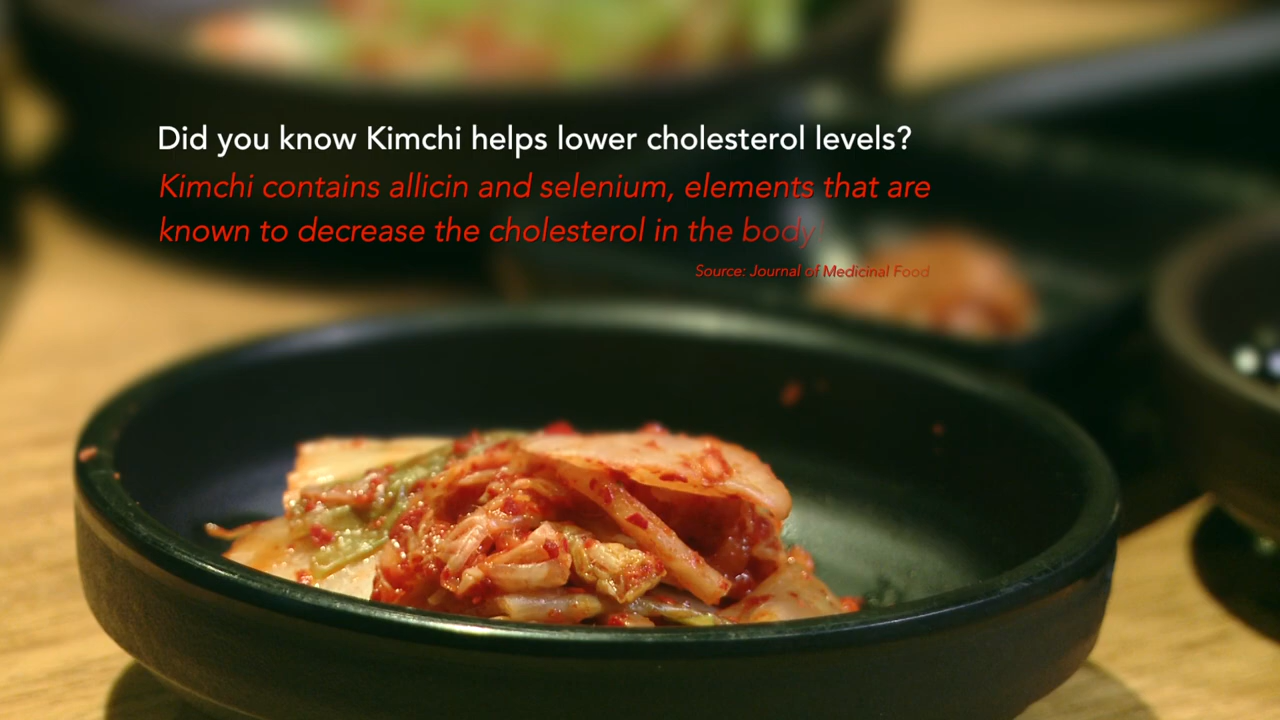 Did you know Kimchi helps lower cholesterol levels?
Kimchi contains allicin and selenium, elements that are
known to decrease the cholesterol in the body
Source: Journal of Medicinal Food